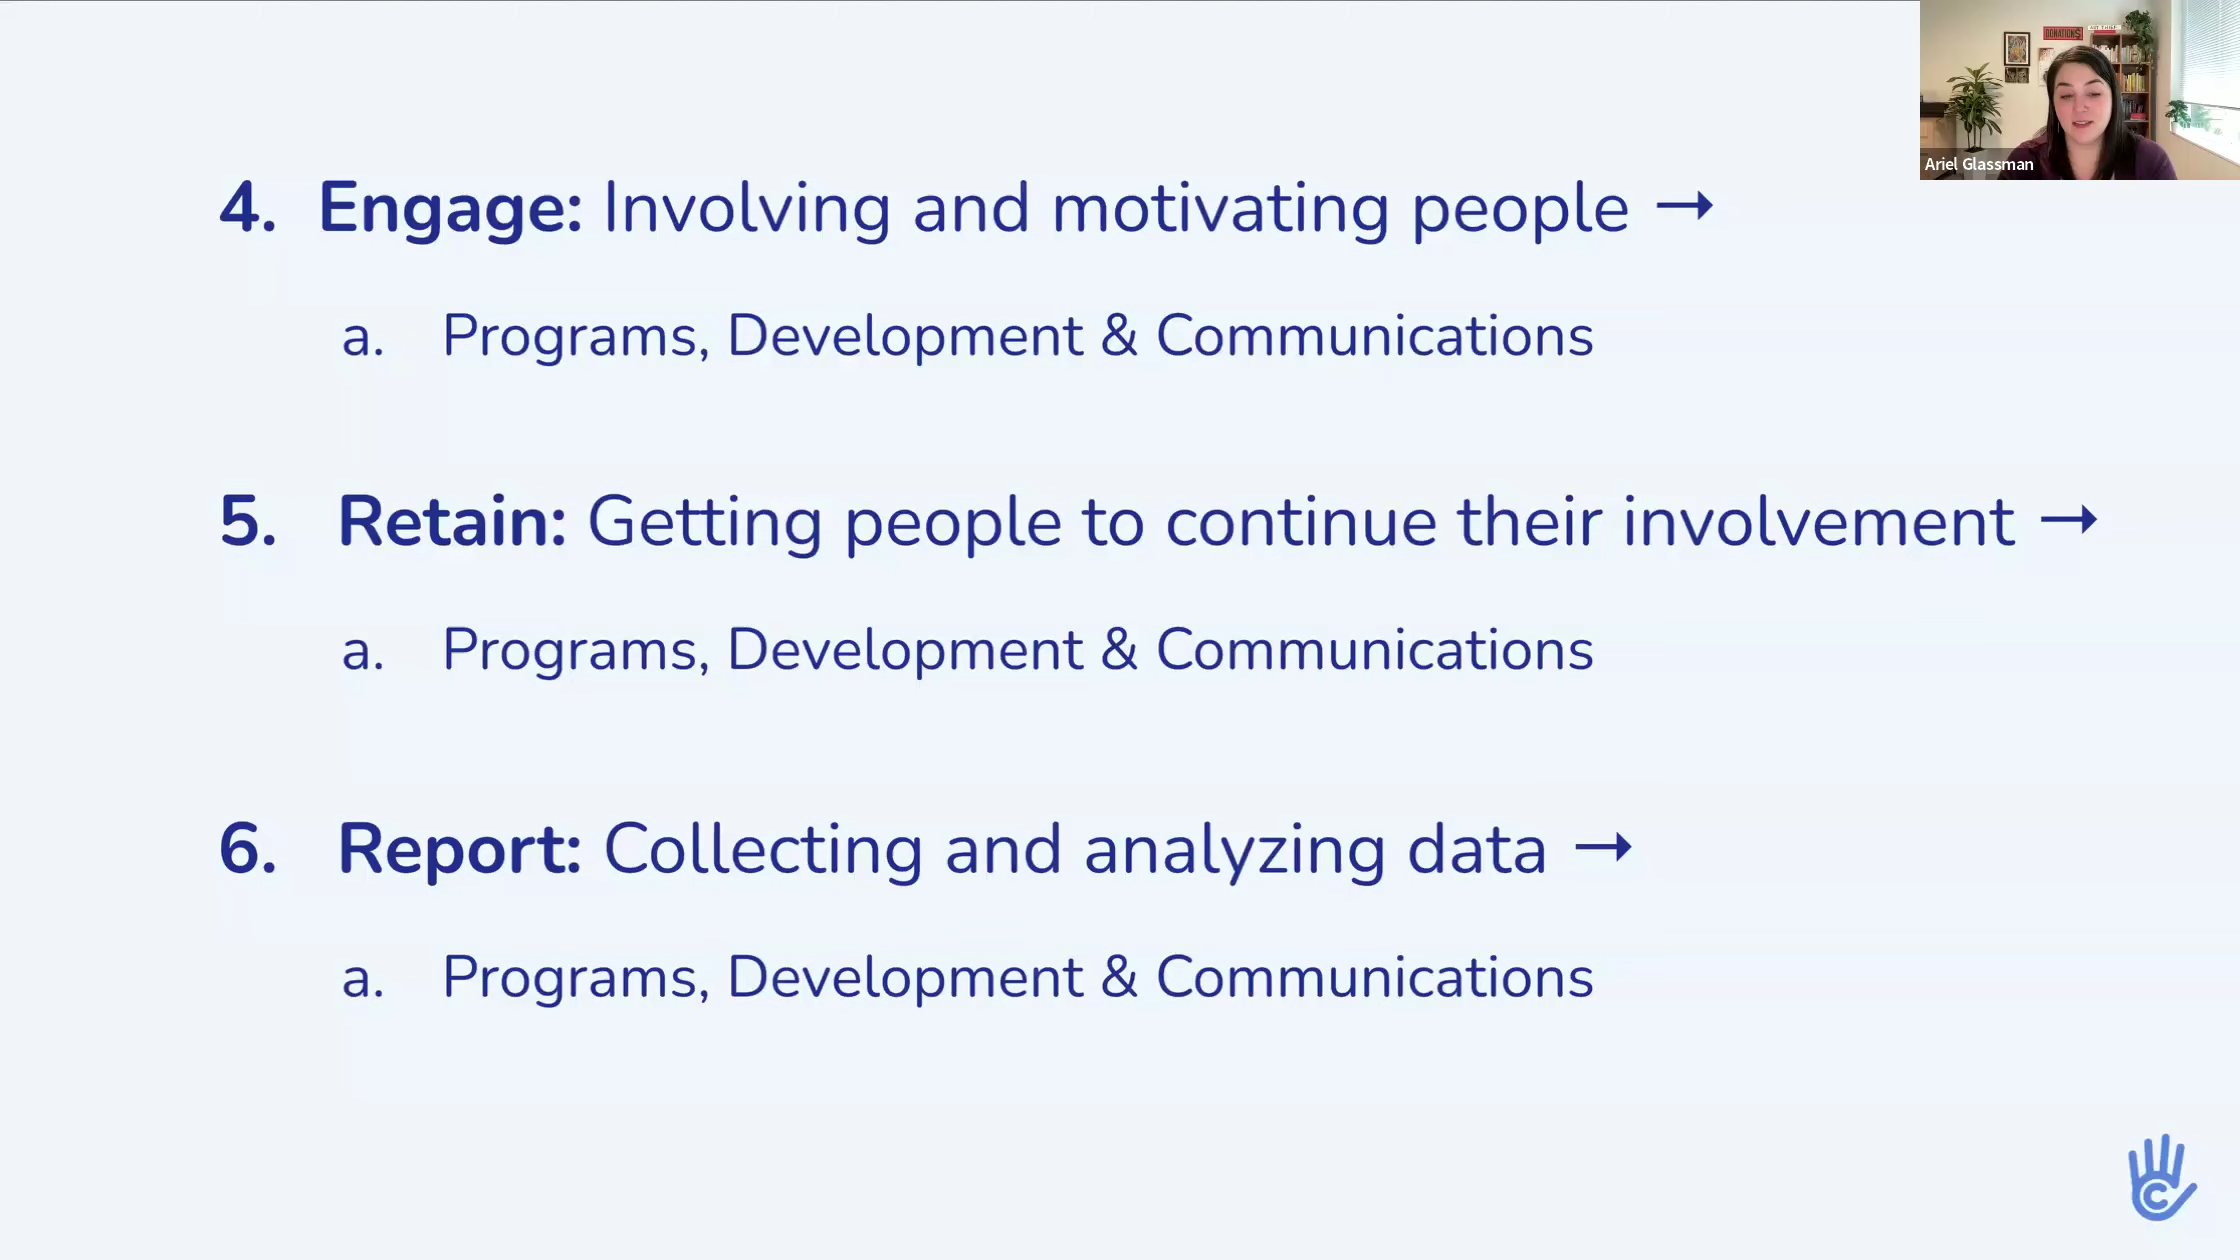 DONATION$
Ariel Glassman
4. Engage: Involving and motivating people →
a. Programs, Development & Communications
5. Retain: Getting people to continue their involvement →
a. Programs, Development & Communications
6. Report: Collecting and analyzing data →
a. Programs, Development & Communications
C